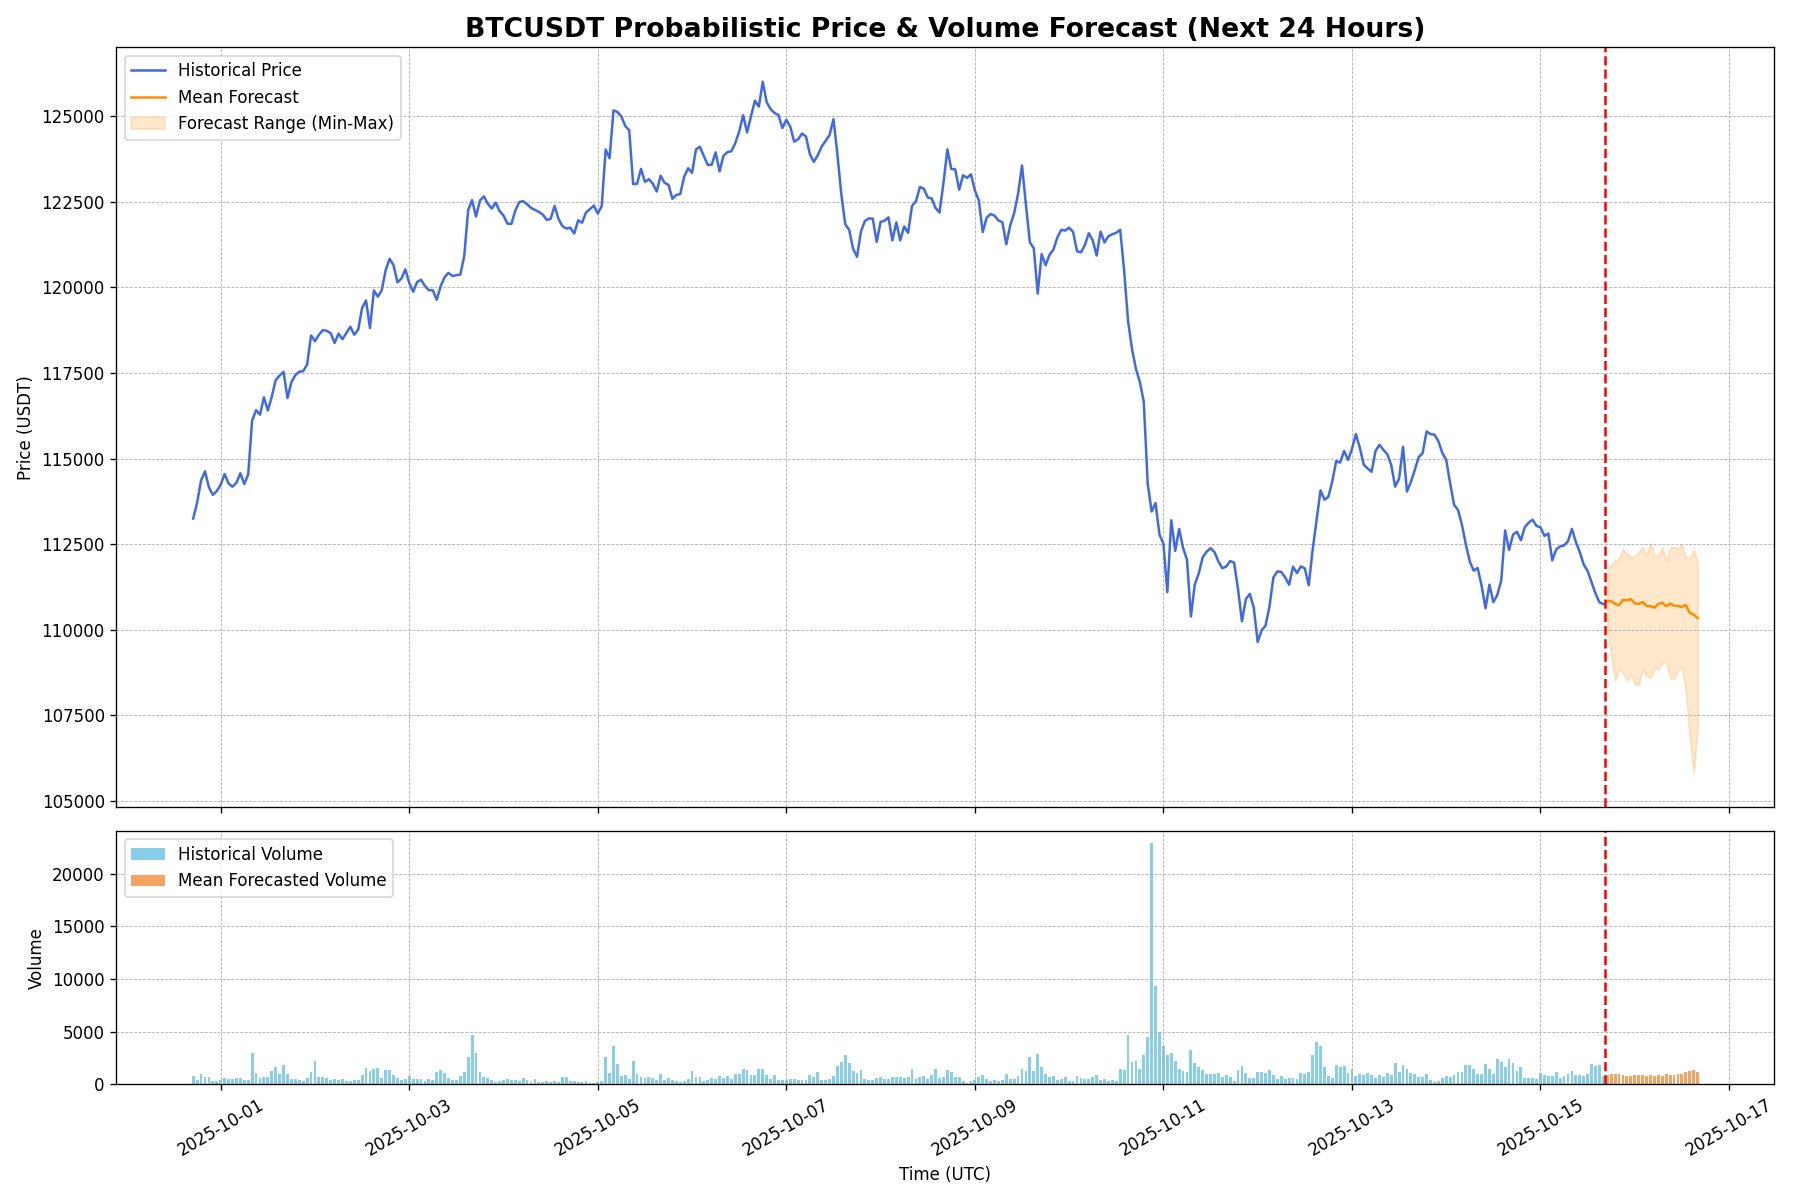 BTCUSDT Probabilistic Price & Volume Forecast (Next 24 Hours)
Historical Price
Mean Forecast
Forecast Range (Min-Max)
Price (USDT)
125000
122500
120000
117500
115000
112500
110000
107500
105000
Historical Volume
Mean Forecasted Volume
Volume
20000
15000
10000
5000
0
2025-10-01
2025-10-03
2025-10-05
2025-10-07
2025-10-09
2025-10-11
2025-10-13
2025-10-15
2025-10-17
Time (UTC)